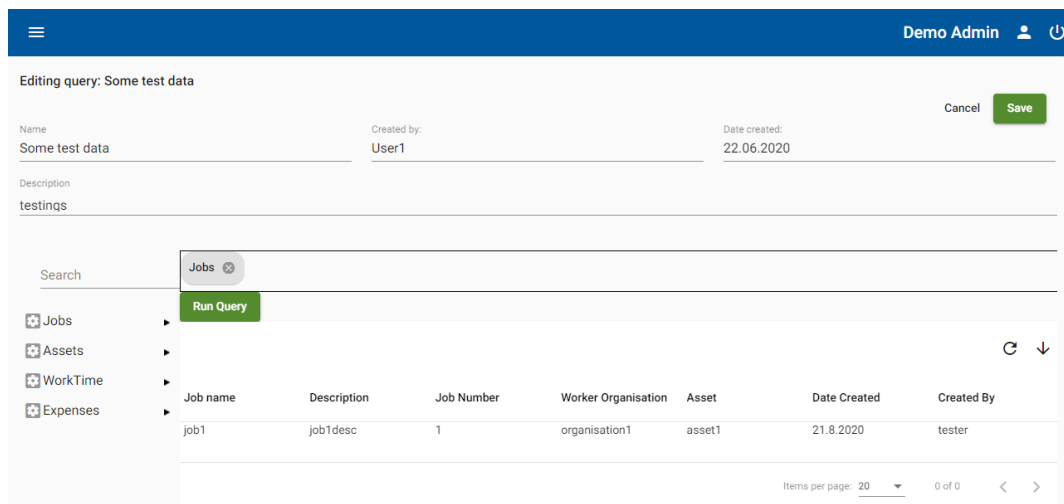 Demo Admin
Editing query: Some test data
Cancel Save
Name Created by: Date created:
Some test data User1 22.06.2020
Description
testings
Search
Jobs
Run Query
Jobs
Assets
WorkTime
Expenses
Job name Description Job Number Worker Organisation Asset Date Created Created By
job1 job1desc 1 organisation1 asset1 21.8.2020 tester
Items per page: 20 0 of 0